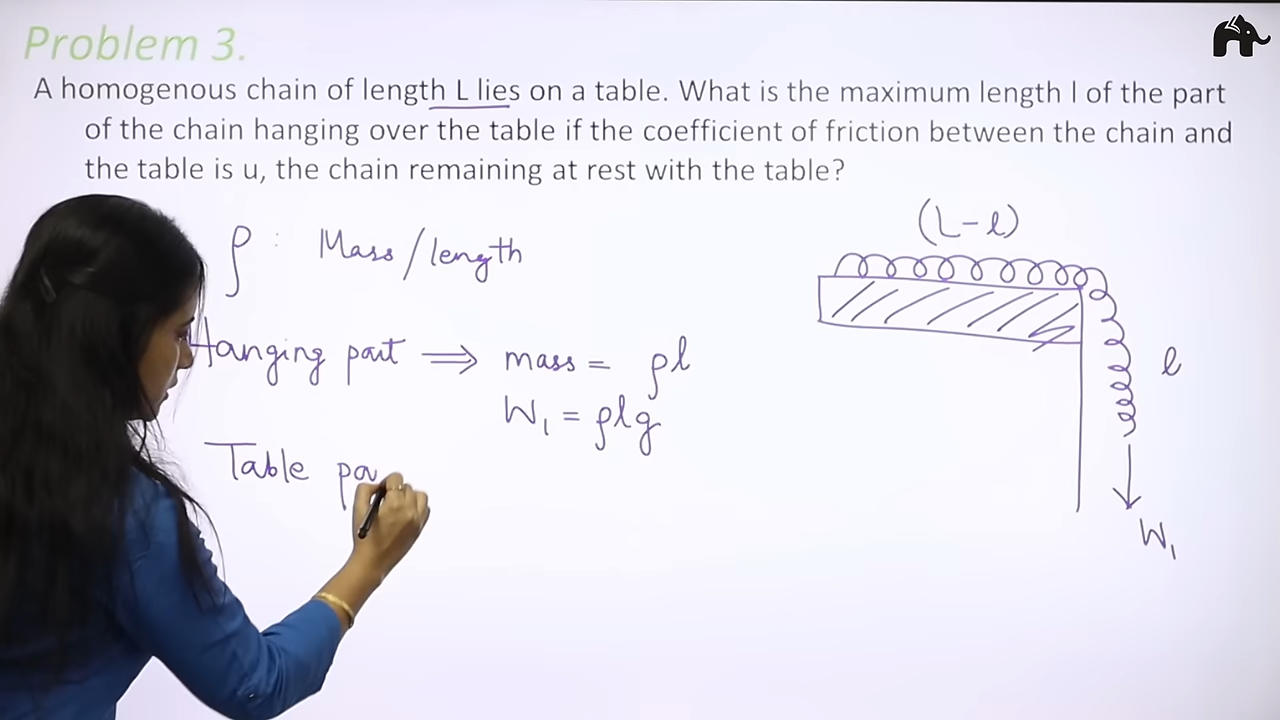 Problem 3.
A homogenous chain of length L lies on a table. What is the maximum length l of the part
of the chain hanging over the table if the coefficient of friction between the chain and
the table is u, the chain remaining at rest with the table?
(L-ℓ)
ρ : Mass/length
Hanging part ⟹ mass = ρl
ℓ
W₁ = ρlg
Table pa
W₁